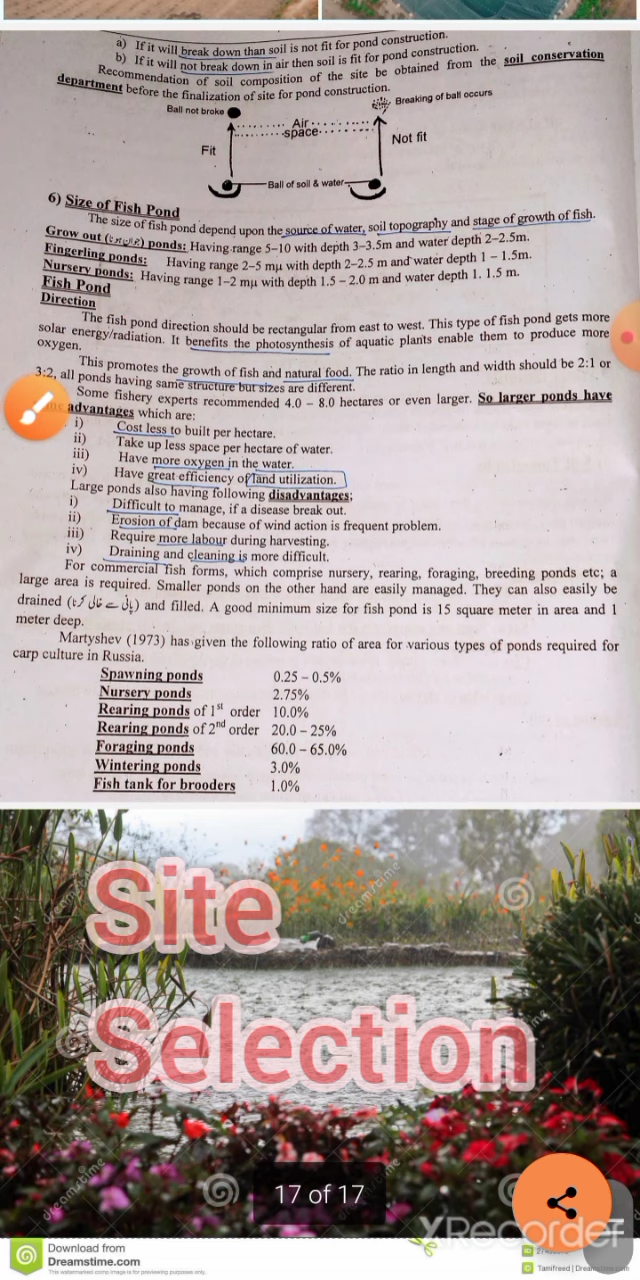 a) If it will break down than soil is not fit for pond construction.
b) If it will not break down in air then soil is fit for pond construction.
Recommendation of soil composition of the site be obtained from the soil conservation
department before the finalization of site for pond construction.
Ball not broke
Breaking of ball occurs
Air
space
Fit
Not fit
Ball of soil & water
6) Size of Fish Pond
The size of fish pond depend upon the source of water, soil topography and stage of growth of fish.
Grow out ponds: Having range 5–10 with depth 3–3.5m and water depth 2–2.5m.
Fingerling ponds: Having range 2–5 mµ with depth 2–2.5 m and water depth 1 – 1.5m.
Nursery ponds: Having range 1–2 mµ with depth 1.5 – 2.0 m and water depth 1. 1.5 m.
Fish Pond
Direction
The fish pond direction should be rectangular from east to west. This type of fish pond gets more
solar energy/radiation. It benefits the photosynthesis of aquatic plants enable them to produce more
oxygen.
This promotes the growth of fish and natural food. The ratio in length and width should be 2:1 or
3:2, all ponds having same structure but sizes are different.
Some fishery experts recommended 4.0 – 8.0 hectares or even larger. So larger ponds have
advantages which are:
i) Cost less to built per hectare.
ii) Take up less space per hectare of water.
iii) Have more oxygen in the water.
iv) Have great efficiency of land utilization.
Large ponds also having following disadvantages;
i) Difficult to manage, if a disease break out.
ii) Erosion of dam because of wind action is frequent problem.
iii) Require more labour during harvesting.
iv) Draining and cleaning is more difficult.
For commercial fish forms, which comprise nursery, rearing, foraging, breeding ponds etc; a
large area is required. Smaller ponds on the other hand are easily managed. They can also easily be
drained (پانی سے خالی کرنا) and filled. A good minimum size for fish pond is 15 square meter in area and 1
meter deep.
Martyshev (1973) has given the following ratio of area for various types of ponds required for
carp culture in Russia.
Spawning ponds 0.25 – 0.5%
Nursery ponds 2.75%
Rearing ponds of 1st order 10.0%
Rearing ponds of 2nd order 20.0 – 25%
Foraging ponds 60.0 – 65.0%
Wintering ponds 3.0%
Fish tank for brooders 1.0%
Site
Selection
dreamstime
17 of 17
XRecorder
Download from
Dreamstime.com
This watermarked comp image is for previewing purposes only.
Tamifreed | Dreamstime.com